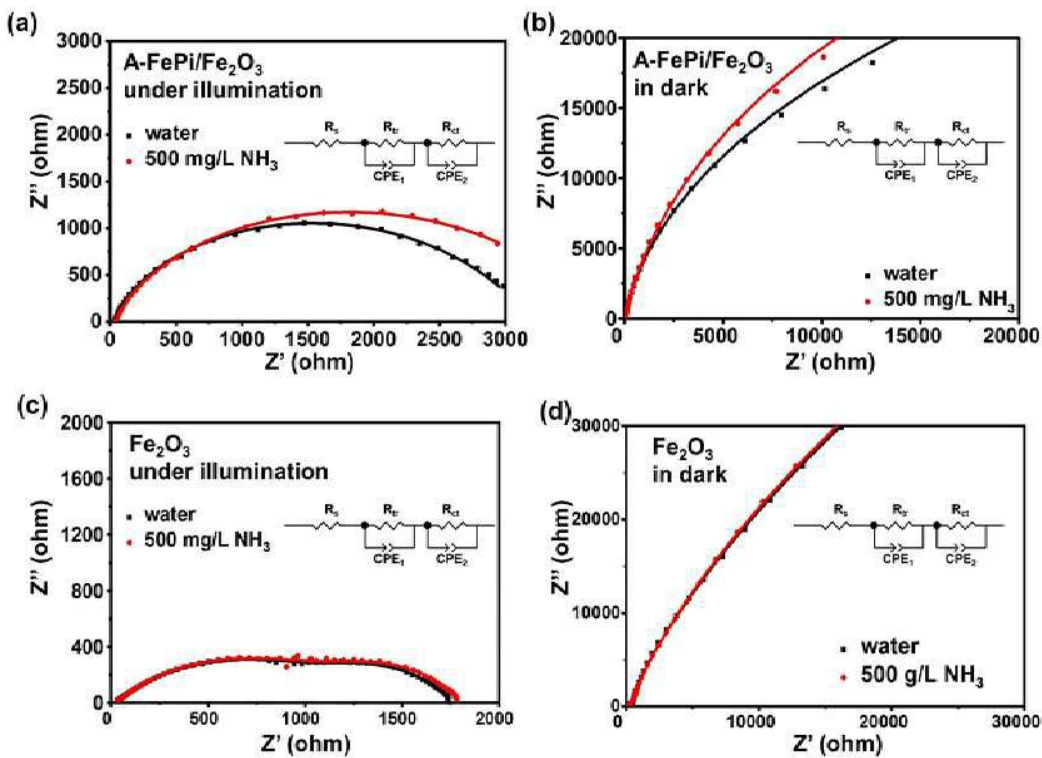 (a)
3000
2500
2000
1500
1000
500
0
Z'' (ohm)
A-FePi/Fe₂O₃
under illumination
water
500 mg/L NH₃
Rₛ
Rₜᵣ
R꜀ₜ
CPE₁
CPE₂
0
500
1000
1500
2000
2500
3000
Z' (ohm)
(b)
20000
15000
10000
5000
0
Z'' (ohm)
A-FePi/Fe₂O₃
in dark
Rₛ
Rₜᵣ
R꜀ₜ
CPE₁
CPE₂
water
500 mg/L NH₃
0
5000
10000
15000
20000
Z' (ohm)
(c)
2000
1600
1200
800
400
0
Z'' (ohm)
Fe₂O₃
under illumination
water
500 mg/L NH₃
Rₛ
Rₜᵣ
R꜀ₜ
CPE₁
CPE₂
0
500
1000
1500
2000
Z' (ohm)
(d)
30000
20000
10000
0
Z'' (ohm)
Fe₂O₃
in dark
Rₛ
Rₜᵣ
R꜀ₜ
CPE₁
CPE₂
water
500 g/L NH₃
0
10000
20000
30000
Z' (ohm)